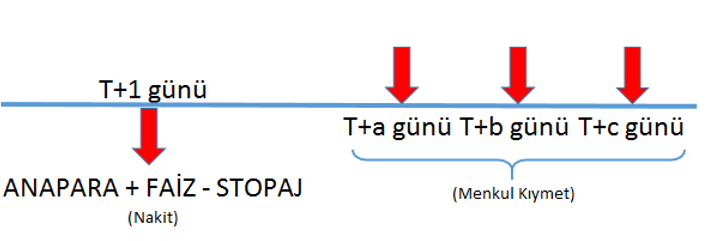 T+1 günü
T+a günü T+b günü T+c günü
ANAPARA + FAİZ - STOPAJ
(Nakit)
(Menkul Kıymet)